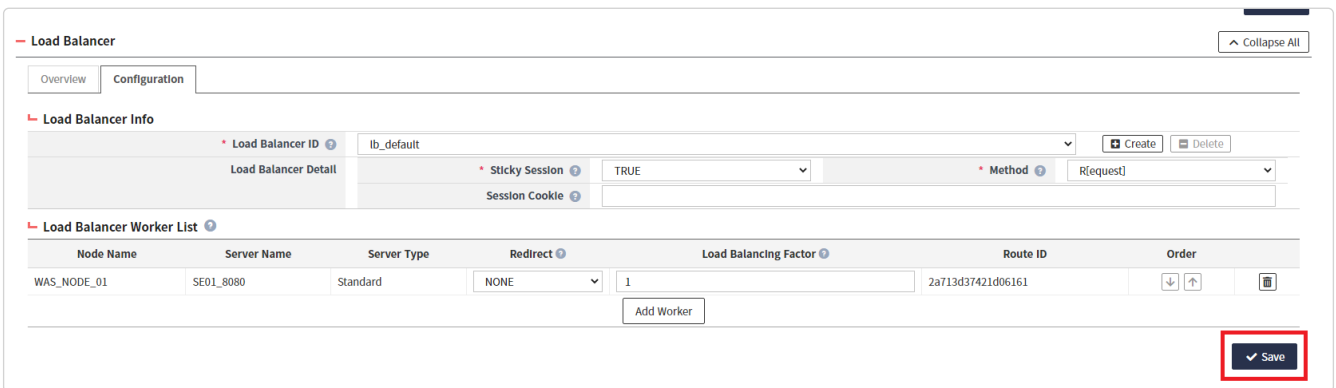 Load Balancer
Collapse All
Overview Configuration
Load Balancer Info
* Load Balancer ID lb_default Create Delete
Load Balancer Detail * Sticky Session TRUE * Method R[equest]
Session Cookie
Load Balancer Worker List
Node Name Server Name Server Type Redirect Load Balancing Factor Route ID Order
WAS_NODE_01 SE01_8080 Standard NONE 1 2a713d37421d06161
Add Worker
Save